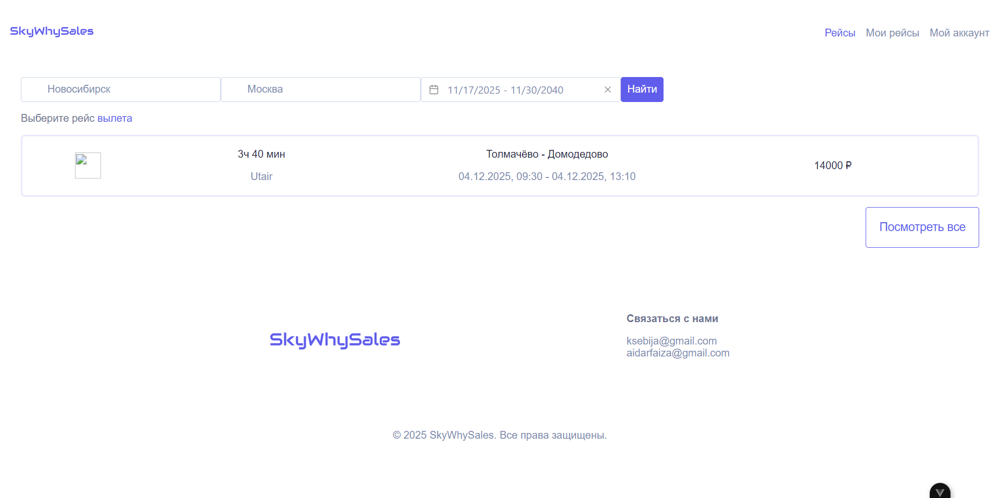 SkyWhySales
Рейсы Мои рейсы Мой аккаунт
Новосибирск Москва 11/17/2025 - 11/30/2040 Найти
Выберите рейс вылета
3ч 40 мин Толмачёво - Домодедово
14000 ₽
Utair 04.12.2025, 09:30 - 04.12.2025, 13:10
Посмотреть все
SkyWhySales
Связаться с нами
ksebija@gmail.com
aidarfaiza@gmail.com
© 2025 SkyWhySales. Все права защищены.